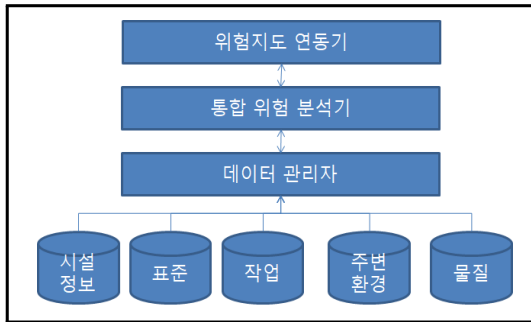 위험지도 연동기
통합 위험 분석기
데이터 관리자
시설
정보
표준
작업
주변
환경
물질